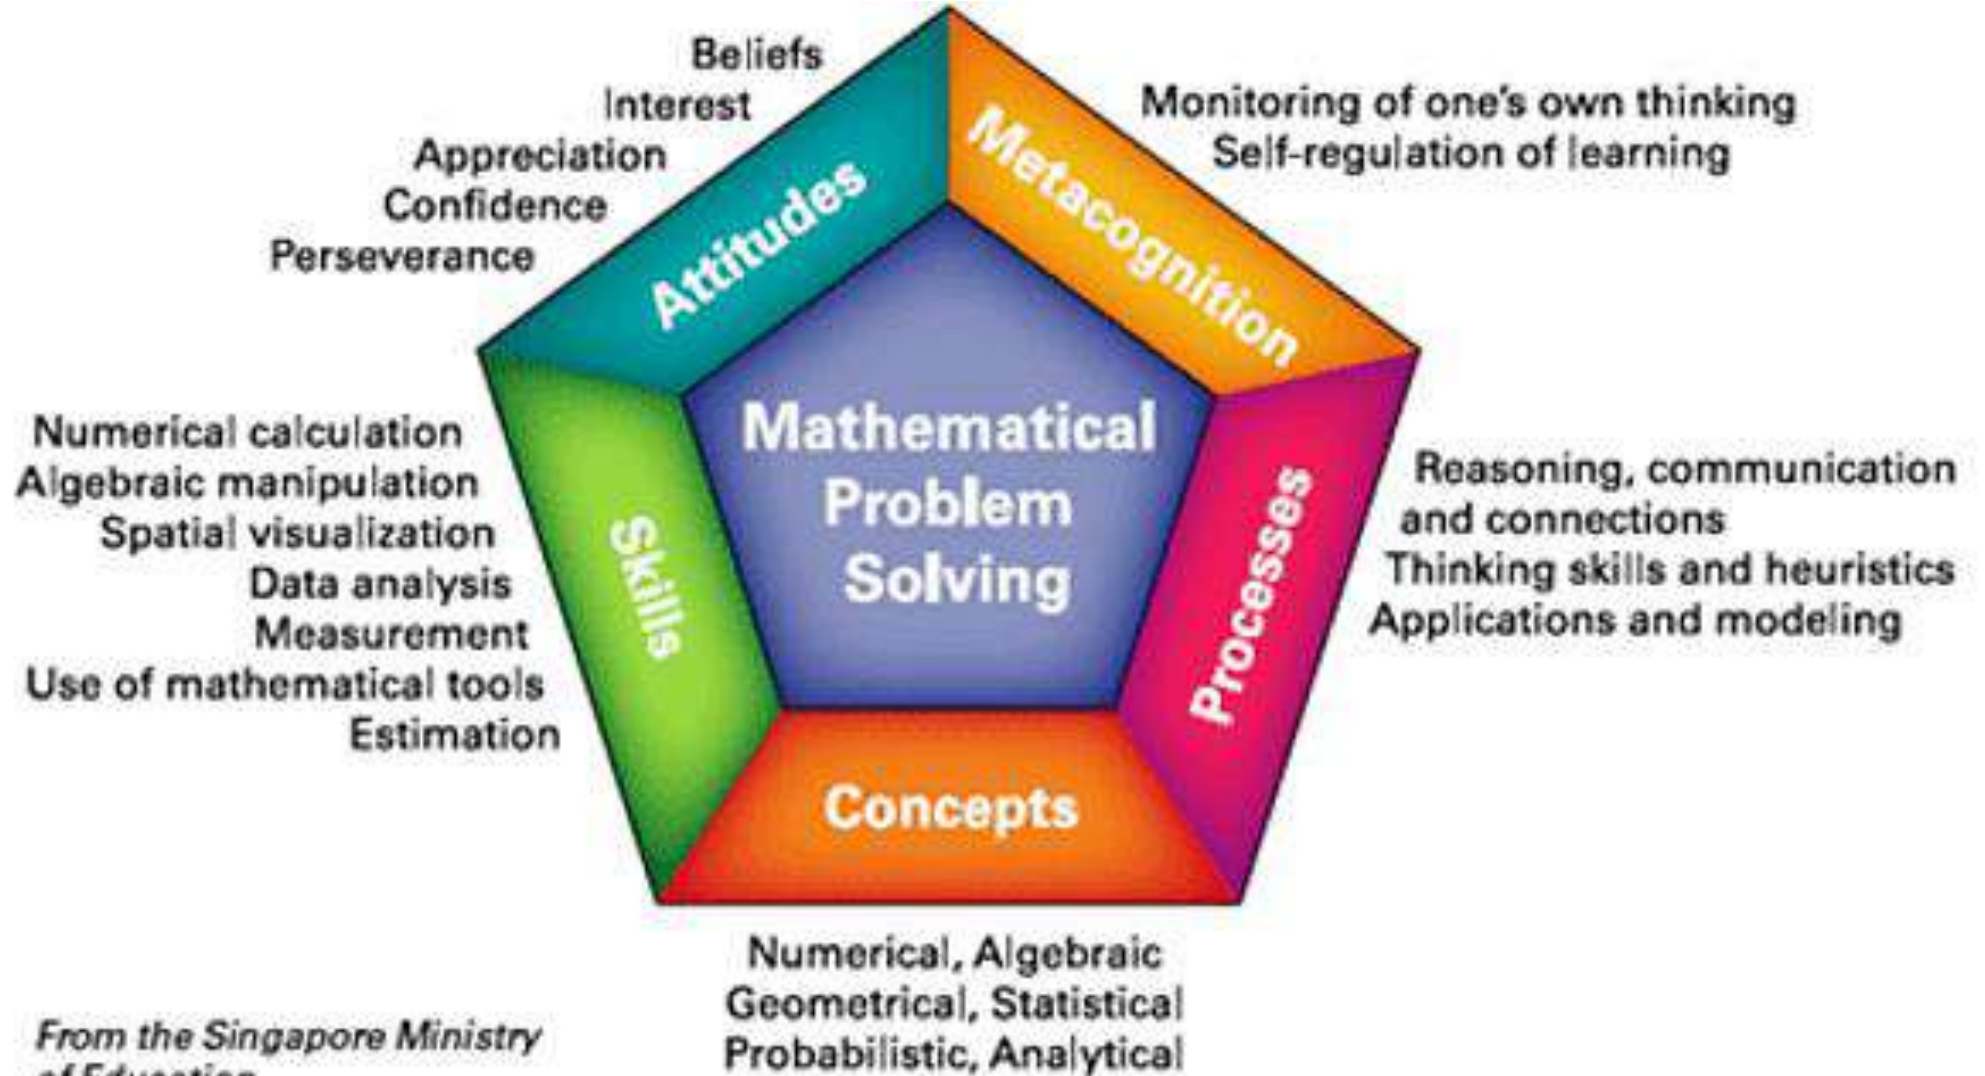 Beliefs
Interest
Appreciation
Confidence
Perseverance
Attitudes
Metacognition
Monitoring of one's own thinking
Self-regulation of learning
Numerical calculation
Algebraic manipulation
Spatial visualization
Data analysis
Measurement
Use of mathematical tools
Estimation
Skills
Mathematical
Problem
Solving
Processes
Reasoning, communication
and connections
Thinking skills and heuristics
Applications and modeling
Concepts
Numerical, Algebraic
Geometrical, Statistical
Probabilistic, Analytical
From the Singapore Ministry
of Education